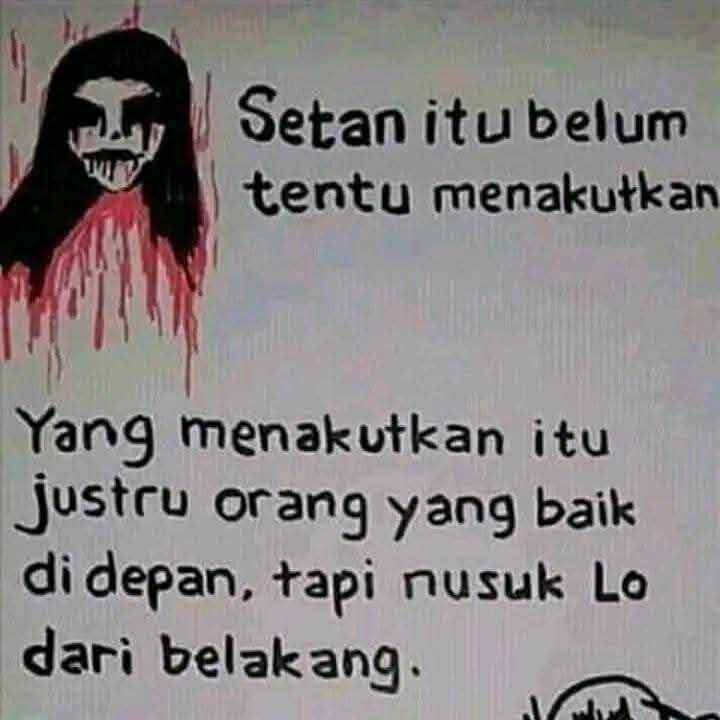 Setan itu belum
tentu menakutkan
Yang menakutkan itu
justru orang yang baik
di depan, tapi nusuk Lo
dari belakang.